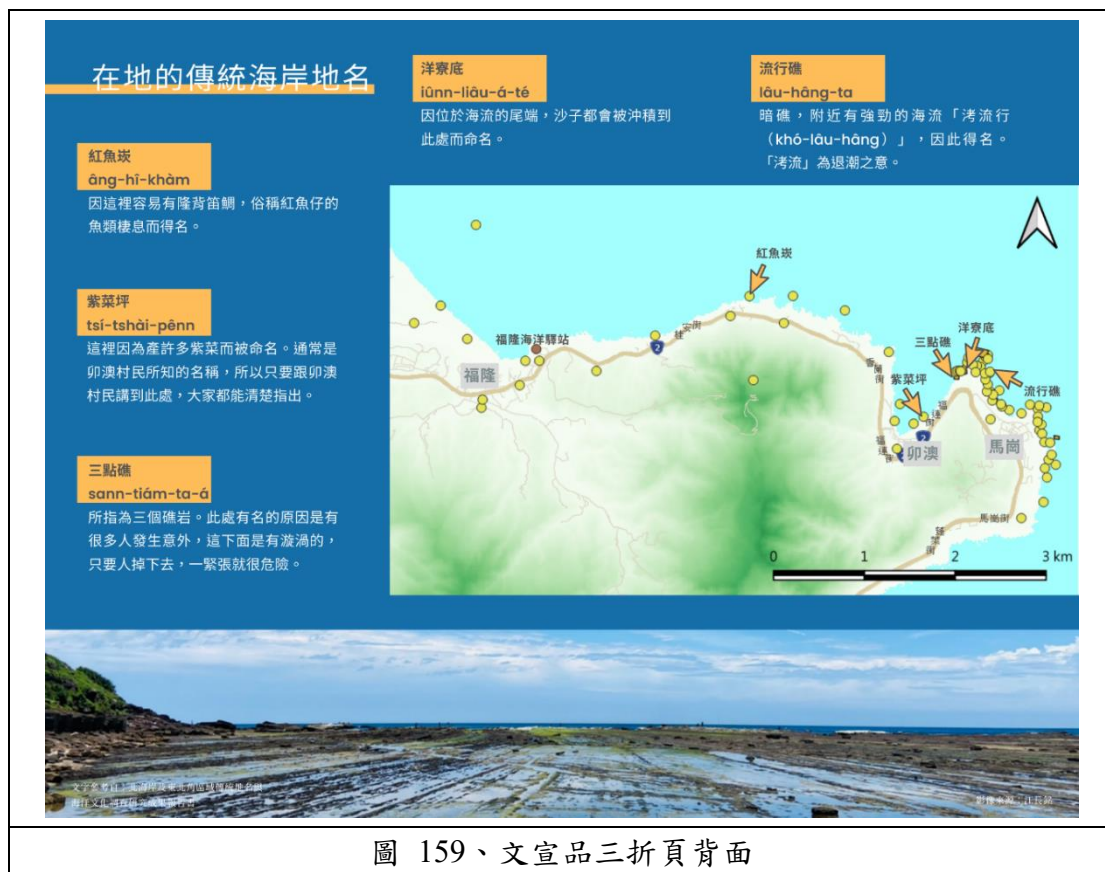 在地的傳統海岸地名
紅魚崁
âng-hî-khàm
因這裡容易有隆背笛鯛，俗稱紅魚仔的
魚類棲息而得名。
紫菜坪
tsí-tshài-pênn
這裡因為產許多紫菜而被命名。通常是
卯澳村民所知的名稱，所以只要跟卯澳
村民講到此處，大家都能清楚指出。
三點礁
sann-tiám-ta-á
所指為三個礁岩。此處有名的原因是有
很多人發生意外，這下面是有漩渦的，
只要人掉下去，一緊張就很危險。
洋寮底
iûnn-liâu-á-té
因位於海流的尾端，沙子都會被沖積到
此處而命名。
流行礁
lâu-hâng-ta
暗礁，附近有強勁的海流「洘流行
（khó-lâu-hâng）」，因此得名。
「洘流」為退潮之意。
紅魚崁
福隆海洋驛站
福隆
2
洋寮底
三點礁
紫菜坪
流行礁
福連街
2
福連街
卯澳
馬崗
馬崗街
0 1 2 3 km
圖 159、文宣品三折頁背面